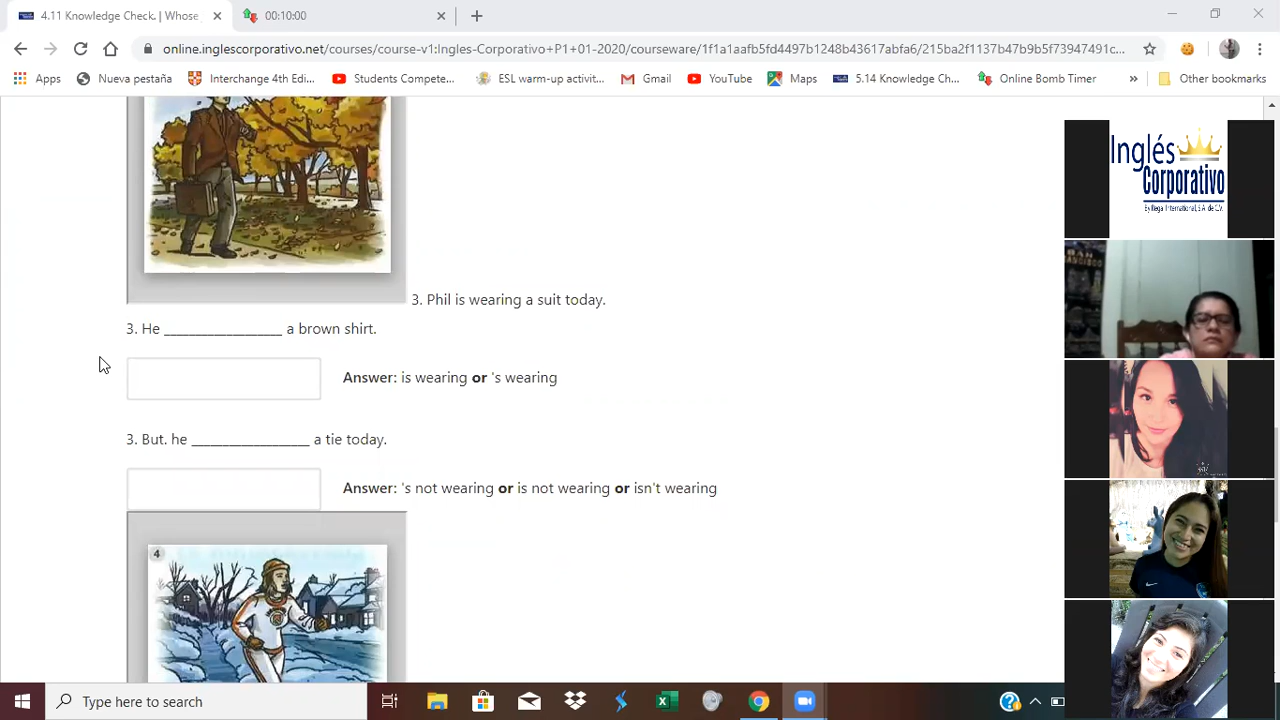 4.11 Knowledge Check. | Whose
00:10:00
online.inglescorporativo.net/courses/course-v1:Ingles-Corporativo+P1+01-2020/courseware/1f1a1aafb5fd4497b1248b43617abfa6/215ba2f1137b47b9b5f73947491c...
Apps Nueva pestaña Interchange 4th Edi... Students Compete... ESL warm-up activit... Gmail YouTube Maps 5.14 Knowledge Ch... Online Bomb Timer » Other bookmarks
Inglés
Corporativo
3. Phil is wearing a suit today.
3. He __________________ a brown shirt.
Answer: is wearing or 's wearing
3. But. he __________________ a tie today.
Answer: 's not wearing or is not wearing or isn't wearing
4
Type here to search